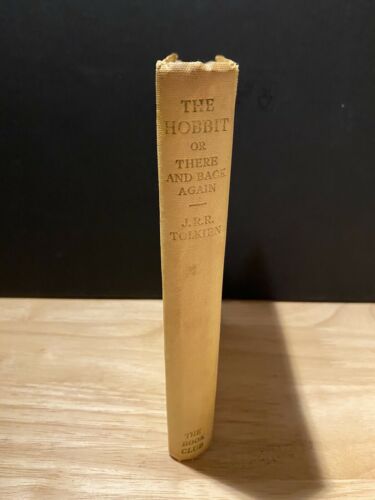 THE
HOBBIT
OR
THERE
AND BACK
AGAIN
J.R.R.
TOLKIEN
THE
BOOK
CLUB